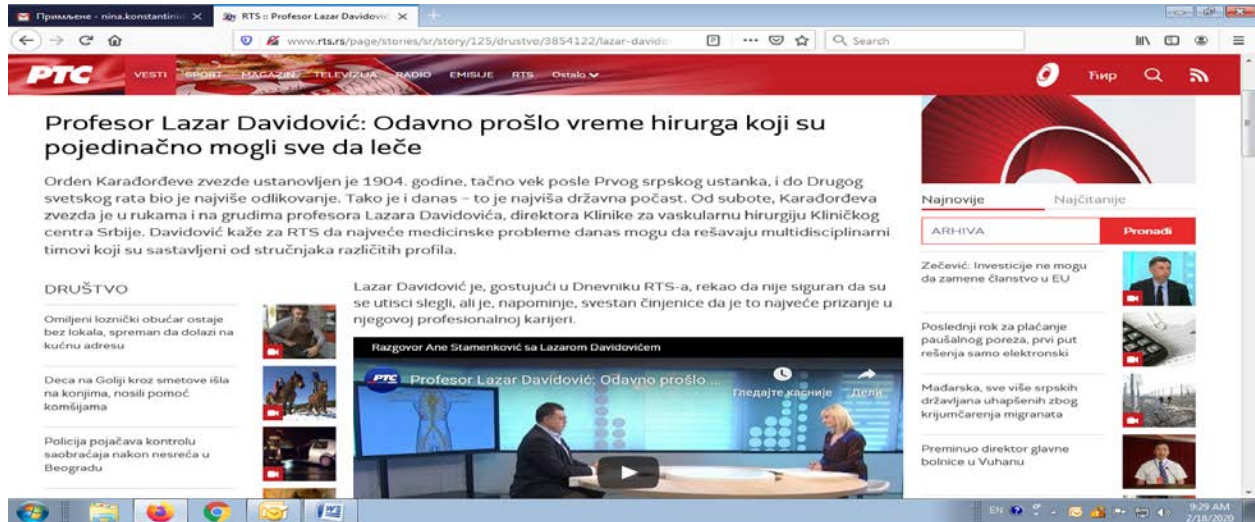 Примљене - nina.konstantini
RTS :: Profesor Lazar Davidović
www.rts.rs/page/stories/sr/story/125/drustvo/3854122/lazar-davido
Search
РТС
VESTI SPORT MAGAZIN TELEVIZIJA RADIO EMISIJE RTS Ostalo
Ћир
Profesor Lazar Davidović: Odavno prošlo vreme hirurga koji su
pojedinačno mogli sve da leče
Orden Karađorđeve zvezde ustanovljen je 1904. godine, tačno vek posle Prvog srpskog ustanka, i do Drugog
svetskog rata bio je najviše odlikovanje. Tako je i danas – to je najviša državna počast. Od subote, Karađorđeva
zvezda je u rukama i na grudima profesora Lazara Davidovića, direktora Klinike za vaskularnu hirurgiju Kliničkog
centra Srbije. Davidović kaže za RTS da najveće medicinske probleme danas mogu da rešavaju multidisciplinarni
timovi koji su sastavljeni od stručnjaka različitih profila.
DRUŠTVO
Omiljeni loznički obućar ostaje
bez lokala, spreman da dolazi na
kućnu adresu
Deca na Goliji kroz smetove išla
na konjima, nosili pomoć
komšijama
Policija pojačava kontrolu
saobraćaja nakon nesreća u
Beogradu
Lazar Davidović je, gostujući u Dnevniku RTS-a, rekao da nije siguran da su
se utisci slegli, ali je, napominje, svestan činjenice da je to najveće prizanje u
njegovoj profesionalnoj karijeri.
Razgovor Ane Stamenković sa Lazarom Davidovićem
РТС
Profesor Lazar Davidović: Odavno prošlo ...
Гледајте касније
Дели
Najnovije Najčitanije
ARHIVA Pronađi
Zečević: Investicije ne mogu
da zamene članstvo u EU
Poslednji rok za plaćanje
paušalnog poreza, prvi put
rešenja samo elektronski
Mađarska, sve više srpskih
državljana uhapšenih zbog
krijumčarenja migranata
Preminuo direktor glavne
bolnice u Vuhanu
EN
9:29 AM
2/18/2020